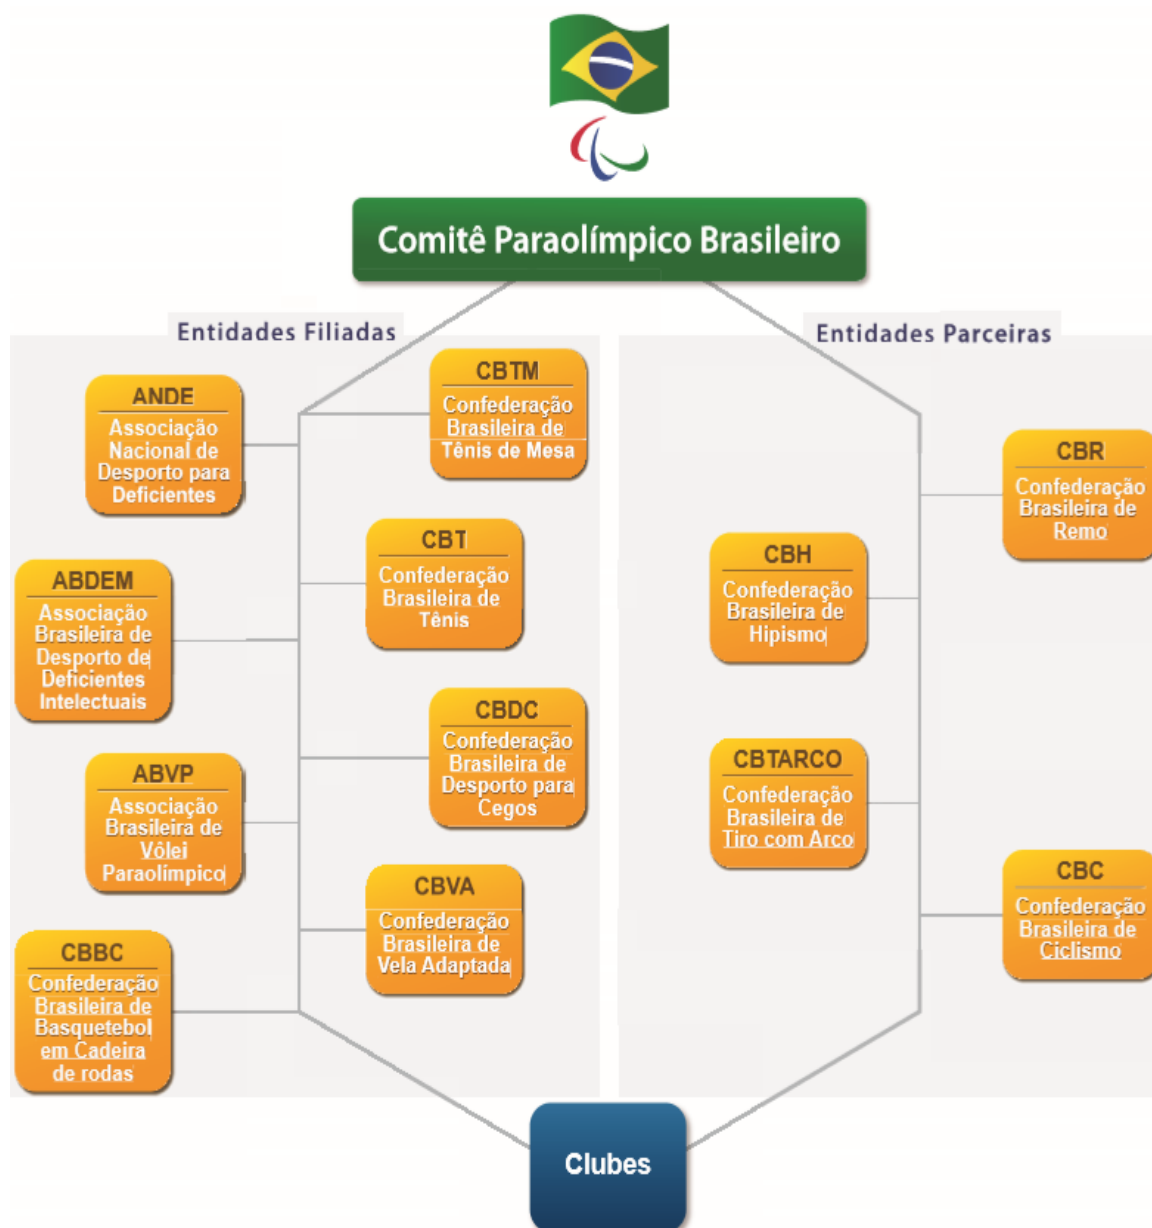 Comitê Paraolímpico Brasileiro
Entidades Filiadas
ANDE
Associação
Nacional de
Desporto para
Deficientes
CBTM
Confederação
Brasileira de
Tênis de Mesa
CBT
Confederação
Brasileira de
Tênis
ABDEM
Associação
Brasileira de
Desporto de
Deficientes
Intelectuais
CBDC
Confederação
Brasileira de
Desporto para
Cegos
ABVP
Associação
Brasileira de
Vôlei
Paraolímpico
CBVA
Confederação
Brasileira de
Vela Adaptada
CBBC
Confederação
Brasileira de
Basquetebol
em Cadeira
de rodas
Entidades Parceiras
CBR
Confederação
Brasileira de
Remo
CBH
Confederação
Brasileira de
Hipismo
CBTARCO
Confederação
Brasileira de
Tiro com Arco
CBC
Confederação
Brasileira de
Ciclismo
Clubes